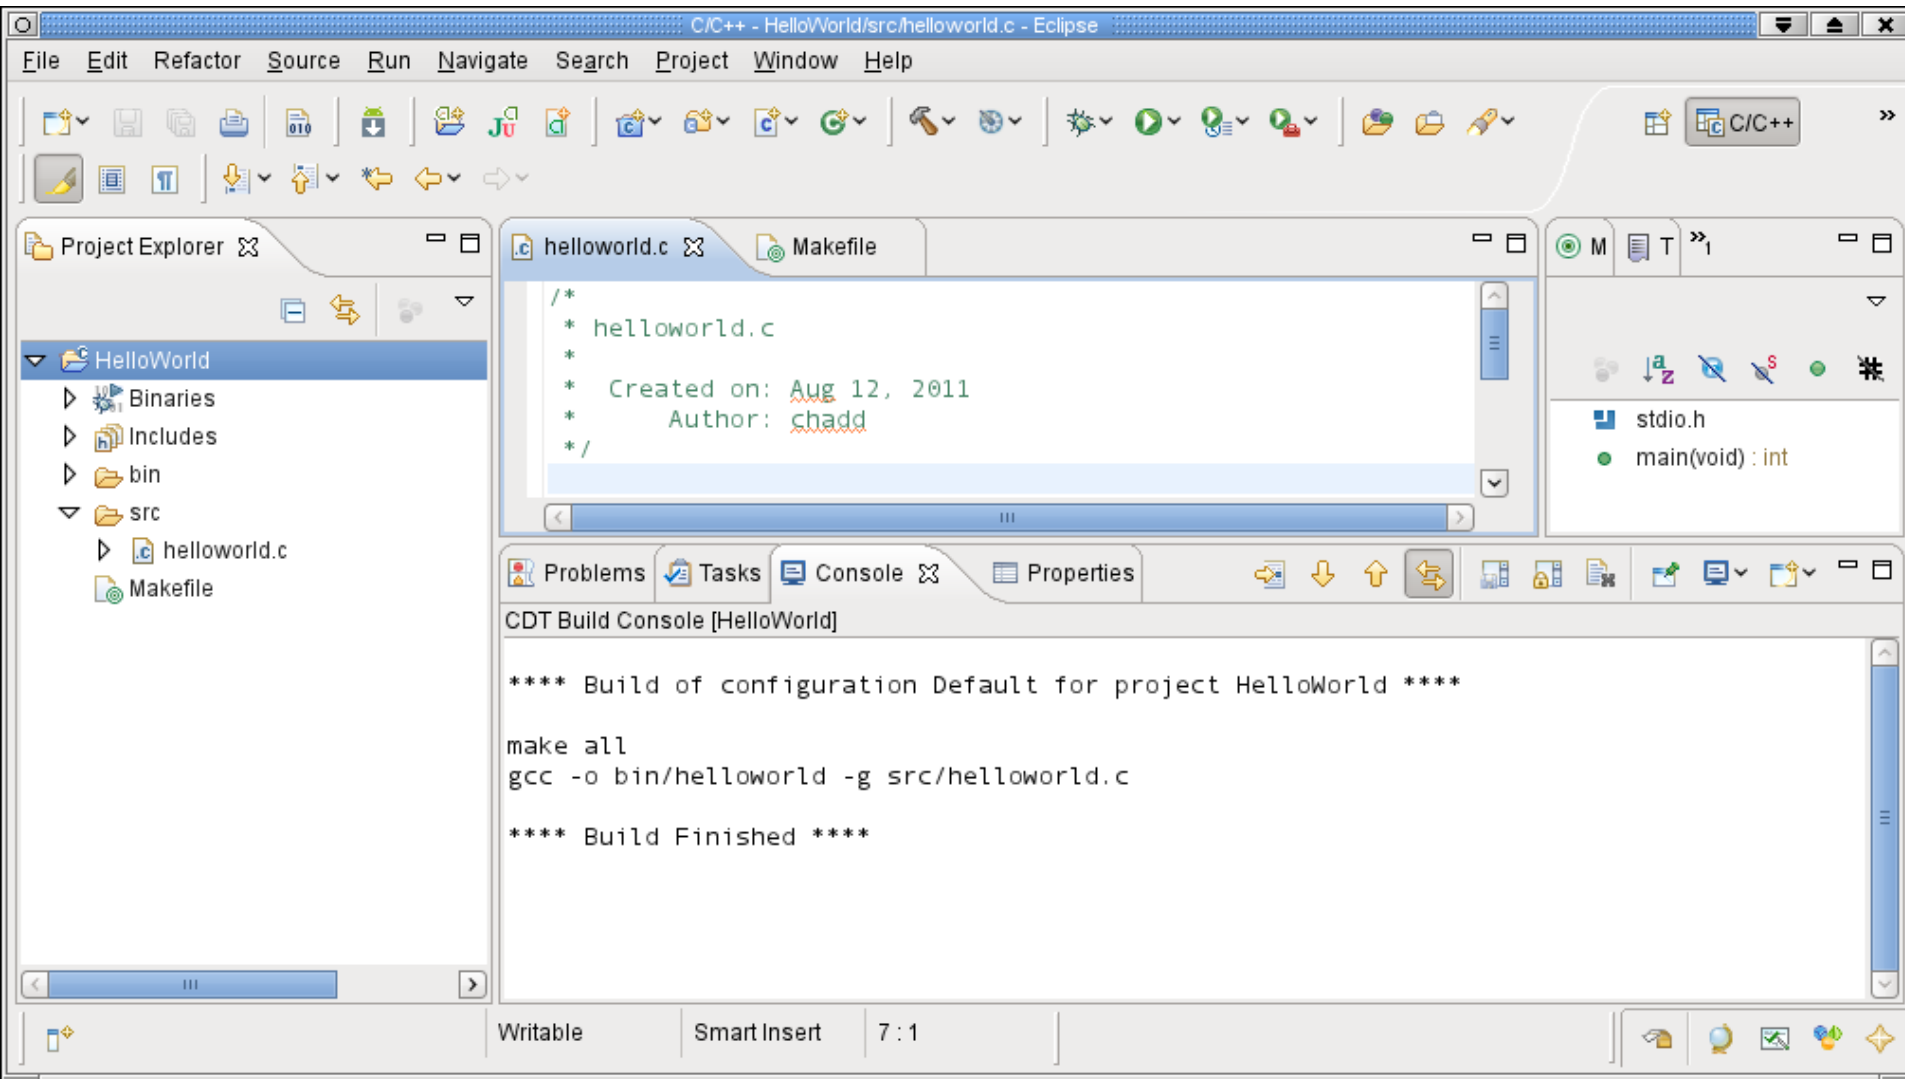 C/C++ - HelloWorld/src/helloworld.c - Eclipse
File Edit Refactor Source Run Navigate Search Project Window Help
C/C++ »
Project Explorer
helloworld.c Makefile
M T »1
/*
* helloworld.c
*
* Created on: Aug 12, 2011
* Author: chadd
*/
HelloWorld
Binaries
Includes
bin
src
helloworld.c
Makefile
stdio.h
main(void) : int
Problems Tasks Console Properties
CDT Build Console [HelloWorld]
**** Build of configuration Default for project HelloWorld ****
make all
gcc -o bin/helloworld -g src/helloworld.c
**** Build Finished ****
Writable Smart Insert 7 : 1